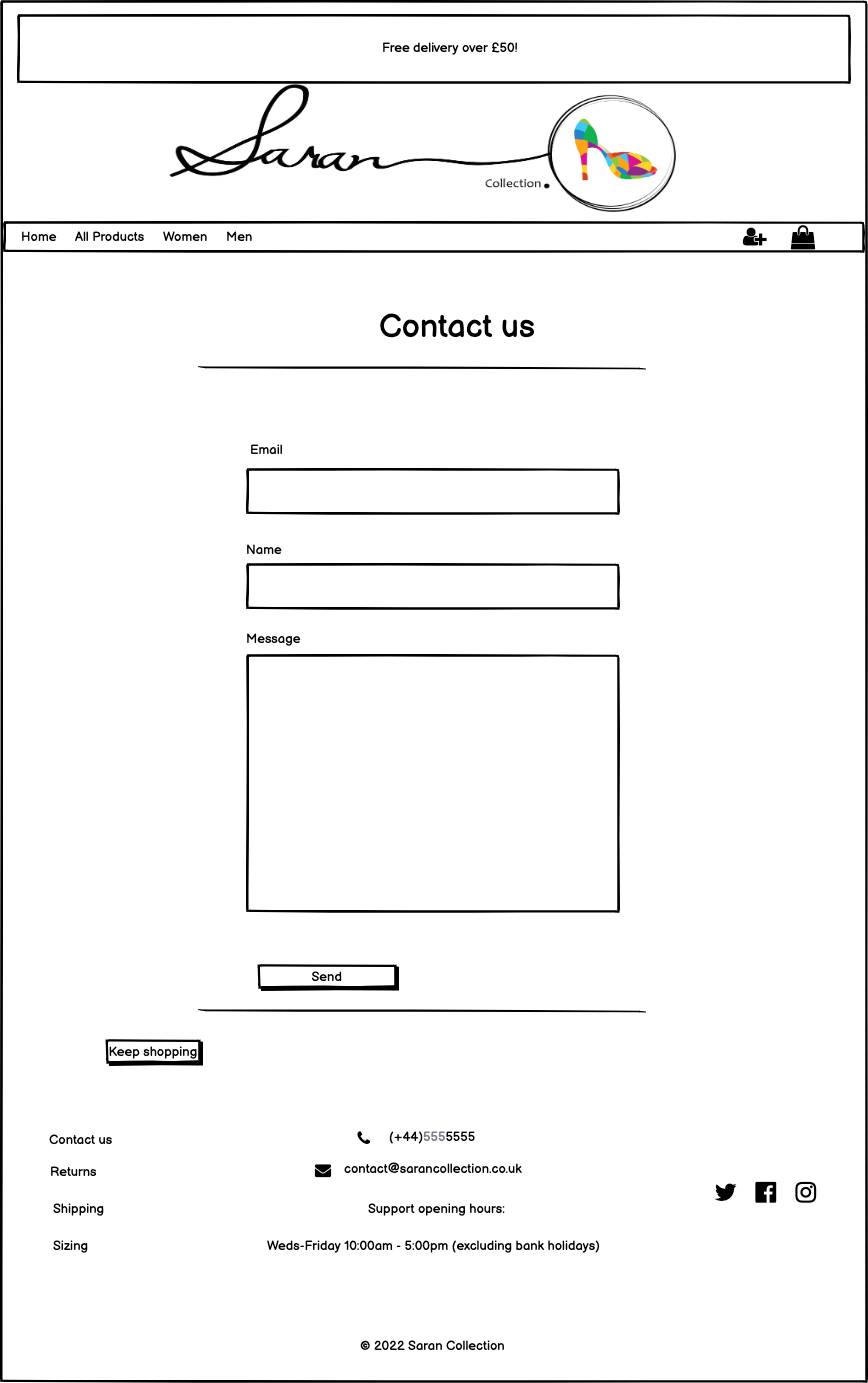 Free delivery over £50!
Saran
Collection.
Home All Products Women Men
Contact us
Email
Name
Message
Send
Keep shopping
Contact us
(+44)5555555
Returns
contact@sarancollection.co.uk
Shipping
Support opening hours:
Sizing
Weds-Friday 10:00am - 5:00pm (excluding bank holidays)
© 2022 Saran Collection